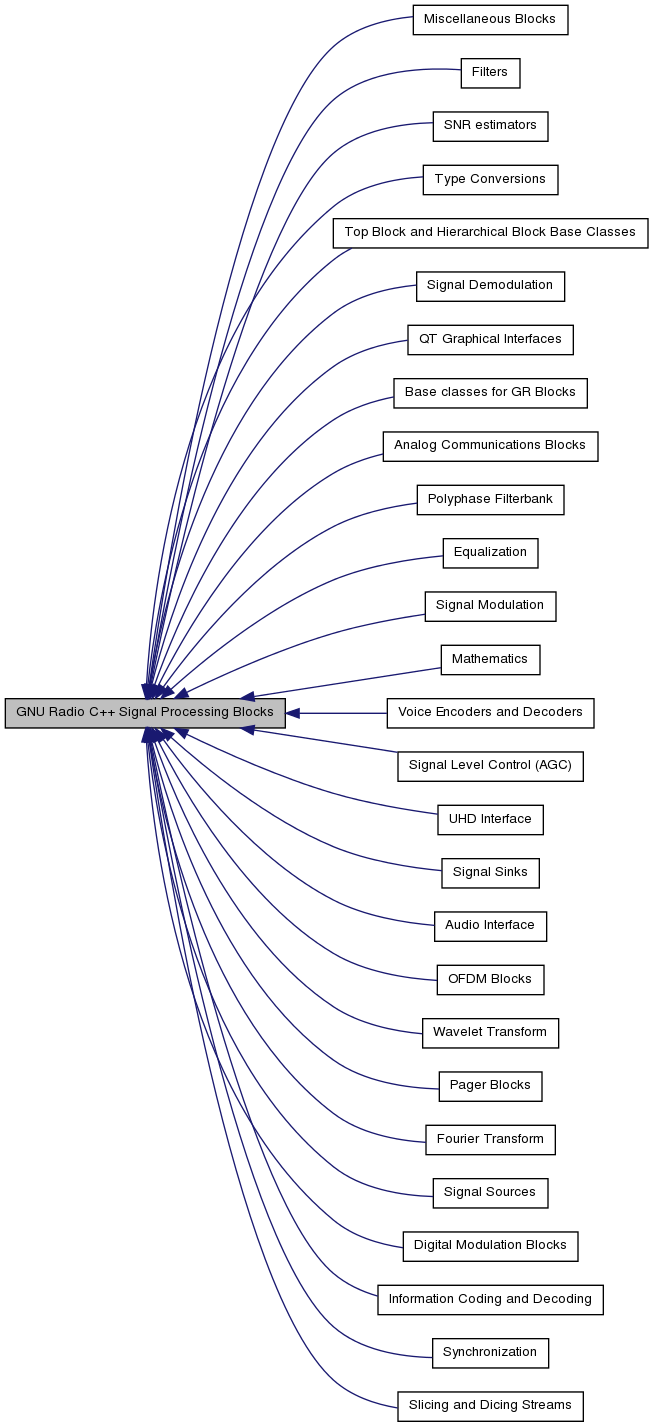 Miscellaneous Blocks
Filters
SNR estimators
Type Conversions
Top Block and Hierarchical Block Base Classes
Signal Demodulation
QT Graphical Interfaces
Base classes for GR Blocks
Analog Communications Blocks
Polyphase Filterbank
Equalization
Signal Modulation
Mathematics
GNU Radio C++ Signal Processing Blocks
Voice Encoders and Decoders
Signal Level Control (AGC)
UHD Interface
Signal Sinks
Audio Interface
OFDM Blocks
Wavelet Transform
Pager Blocks
Fourier Transform
Signal Sources
Digital Modulation Blocks
Information Coding and Decoding
Synchronization
Slicing and Dicing Streams